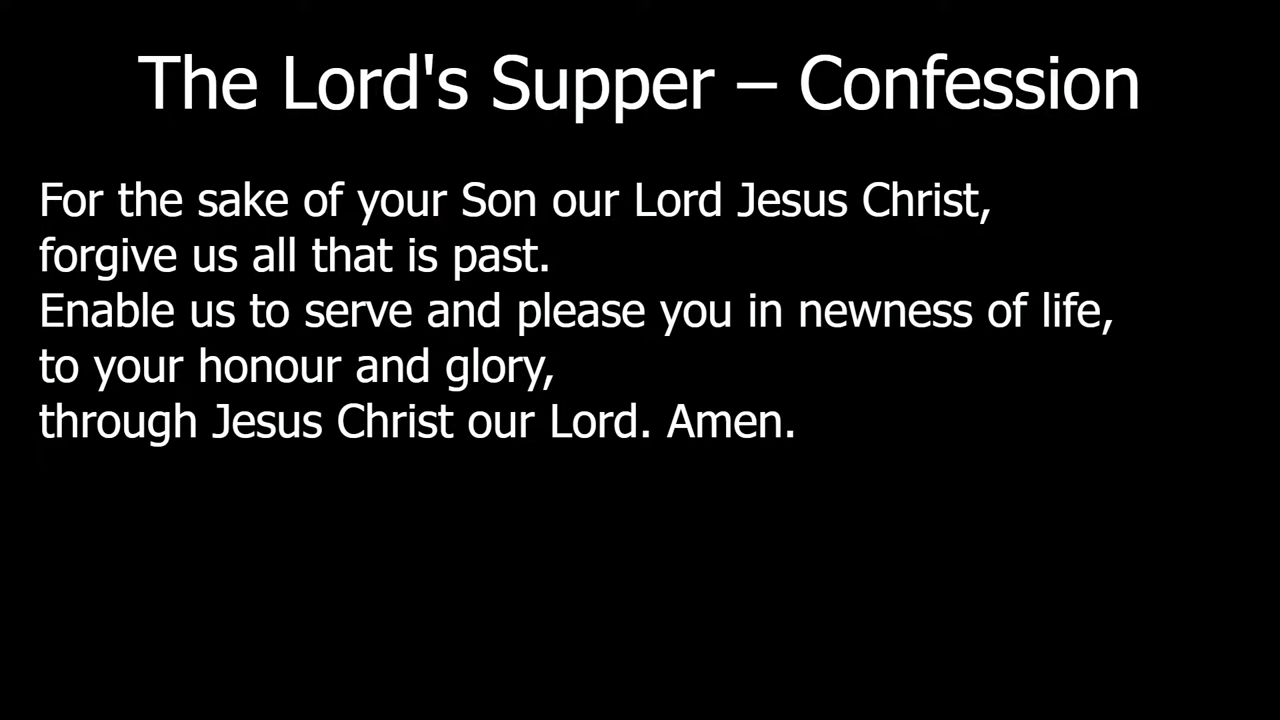 The Lord's Supper – Confession
For the sake of your Son our Lord Jesus Christ,
forgive us all that is past.
Enable us to serve and please you in newness of life,
to your honour and glory,
through Jesus Christ our Lord. Amen.